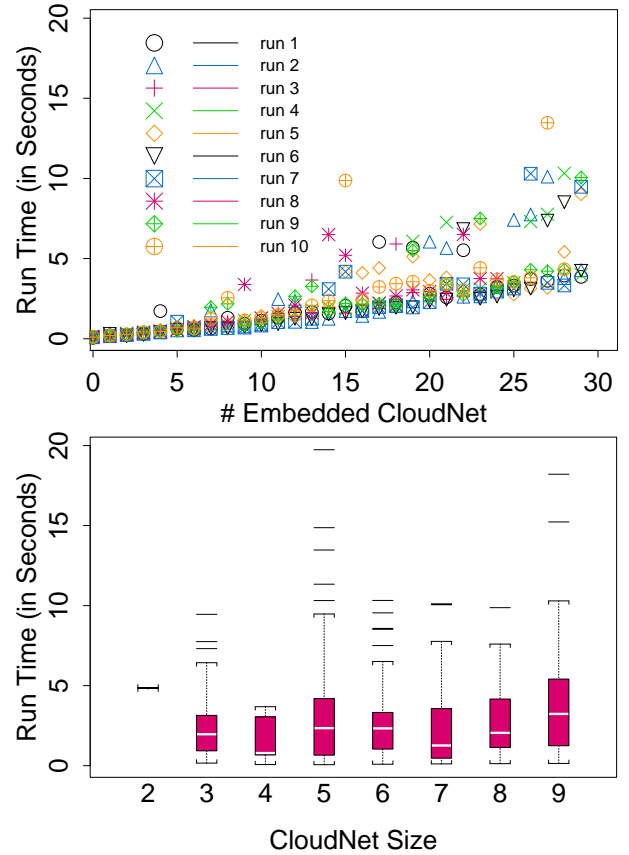 20
15
10
5
0
Run Time (in Seconds)
run 1
run 2
run 3
run 4
run 5
run 6
run 7
run 8
run 9
run 10
0 5 10 15 20 25 30
# Embedded CloudNet
20
15
10
5
0
Run Time (in Seconds)
2 3 4 5 6 7 8 9
CloudNet Size